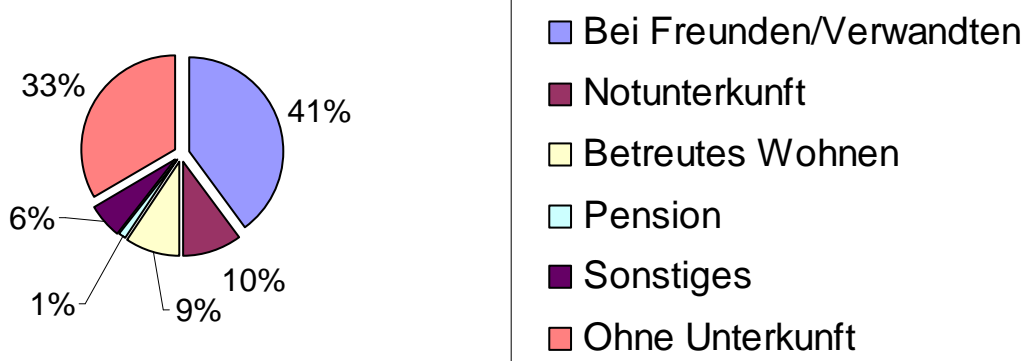 33%
41%
6%
1%
9%
10%
Bei Freunden/Verwandten
Notunterkunft
Betreutes Wohnen
Pension
Sonstiges
Ohne Unterkunft